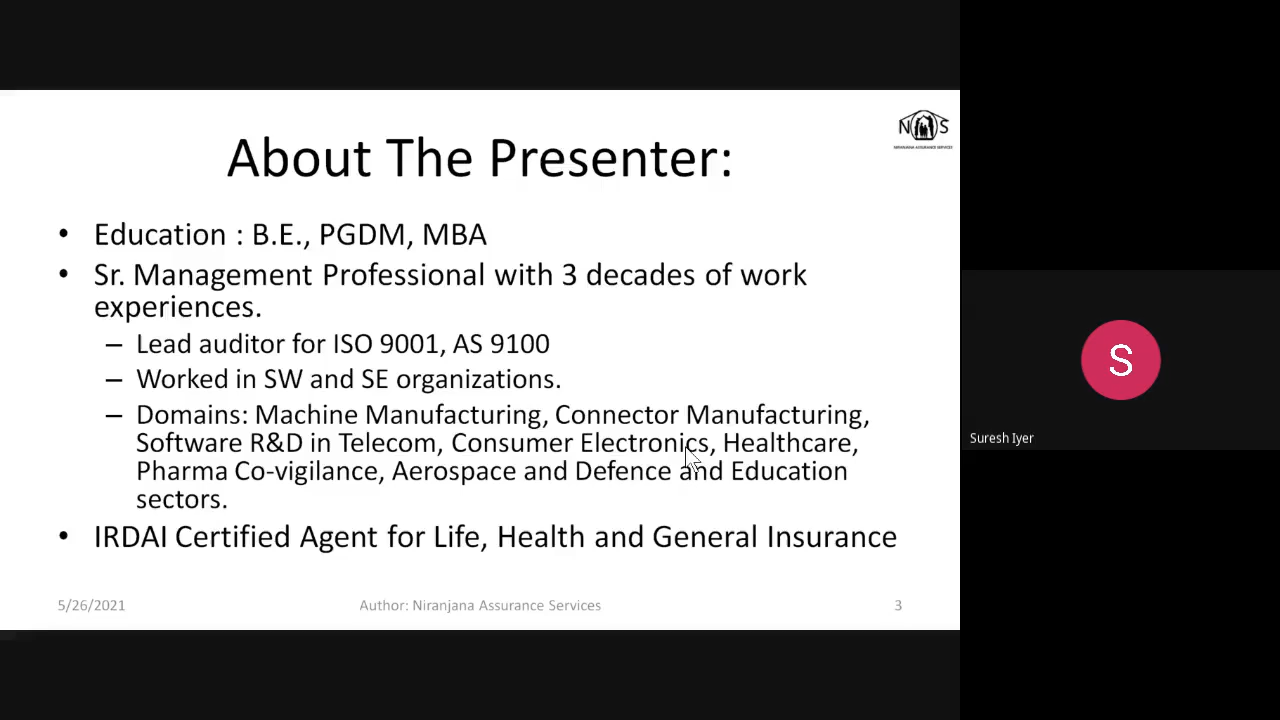 N S
NIRANJANA ASSURANCE SERVICES
About The Presenter:
• Education : B.E., PGDM, MBA
• Sr. Management Professional with 3 decades of work
experiences.
– Lead auditor for ISO 9001, AS 9100
– Worked in SW and SE organizations.
– Domains: Machine Manufacturing, Connector Manufacturing,
Software R&D in Telecom, Consumer Electronics, Healthcare,
Pharma Co-vigilance, Aerospace and Defence and Education
sectors.
• IRDAI Certified Agent for Life, Health and General Insurance
5/26/2021
Author: Niranjana Assurance Services
3
S
Suresh Iyer